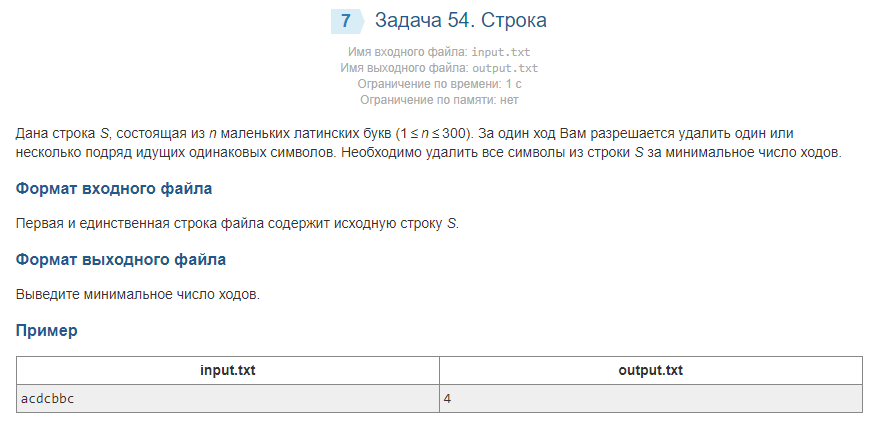 7 Задача 54. Строка
Имя входного файла: input.txt
Имя выходного файла: output.txt
Ограничение по времени: 1 с
Ограничение по памяти: нет
Дана строка S, состоящая из n маленьких латинских букв (1 ≤ n ≤ 300). За один ход Вам разрешается удалить один или
несколько подряд идущих одинаковых символов. Необходимо удалить все символы из строки S за минимальное число ходов.
Формат входного файла
Первая и единственная строка файла содержит исходную строку S.
Формат выходного файла
Выведите минимальное число ходов.
Пример
input.txt output.txt
acdcbbc 4